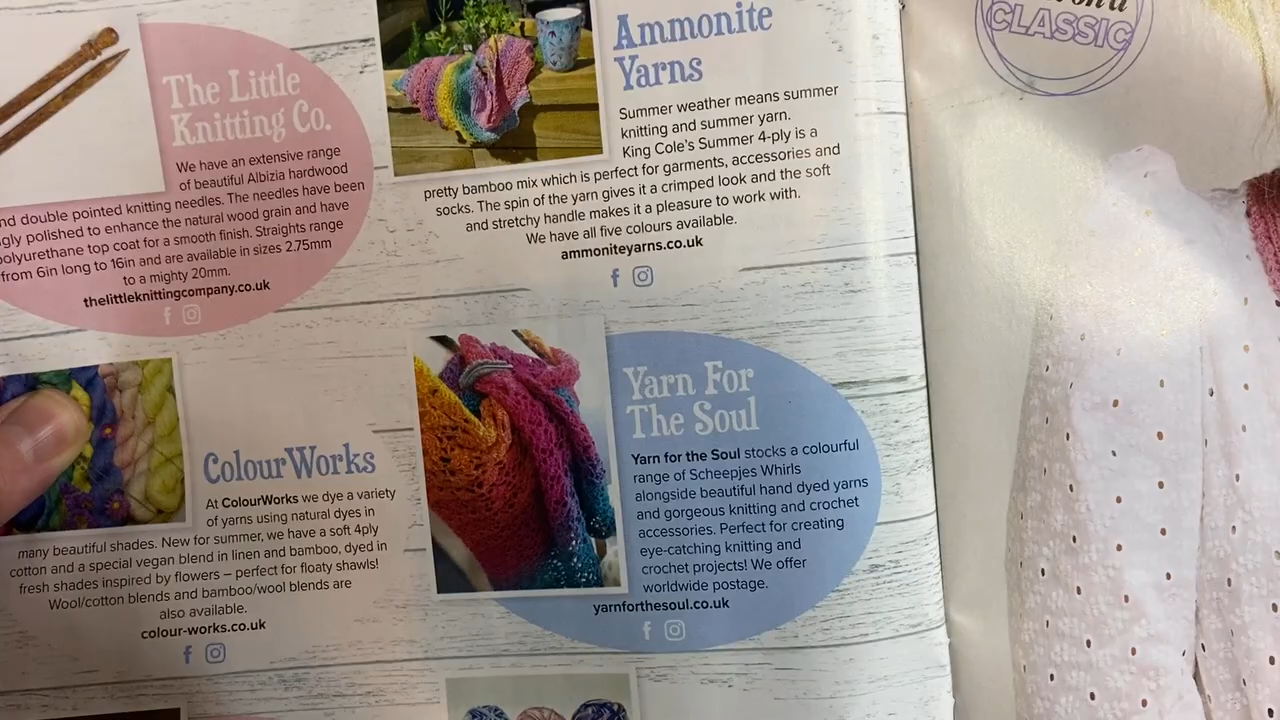 The Little
Knitting Co.
We have an extensive range
of beautiful Albizia hardwood
and double pointed knitting needles. The needles have been
polished to enhance the natural wood grain and have
polyurethane top coat for a smooth finish. Straights range
from 6in long to 16in and are available in sizes 2.75mm
to a mighty 20mm.
thelittleknittingcompany.co.uk
Ammonite
Yarns
Summer weather means summer
knitting and summer yarn.
King Cole's Summer 4-ply is a
pretty bamboo mix which is perfect for garments, accessories and
socks. The spin of the yarn gives it a crimped look and the soft
and stretchy handle makes it a pleasure to work with.
We have all five colours available.
ammoniteyarns.co.uk
ColourWorks
At ColourWorks we dye a variety
of yarns using natural dyes in
many beautiful shades. New for summer, we have a soft 4ply
cotton and a special vegan blend in linen and bamboo, dyed in
fresh shades inspired by flowers – perfect for floaty shawls!
Wool/cotton blends and bamboo/wool blends are
also available.
colour-works.co.uk
Yarn For
The Soul
Yarn for the Soul stocks a colourful
range of Scheepjes Whirls
alongside beautiful hand dyed yarns
and gorgeous knitting and crochet
accessories. Perfect for creating
eye-catching knitting and
crochet projects! We offer
worldwide postage.
yarnforthesoul.co.uk
CLASSIC